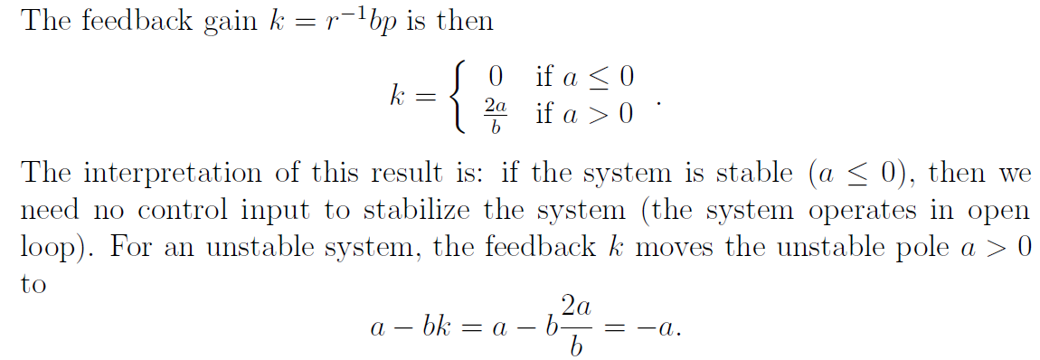 The feedback gain k = r⁻¹bp is then
k = { 0 if a ≤ 0
2a/b if a > 0 .
The interpretation of this result is: if the system is stable (a ≤ 0), then we
need no control input to stabilize the system (the system operates in open
loop). For an unstable system, the feedback k moves the unstable pole a > 0
to
a − bk = a − b 2a/b = −a.